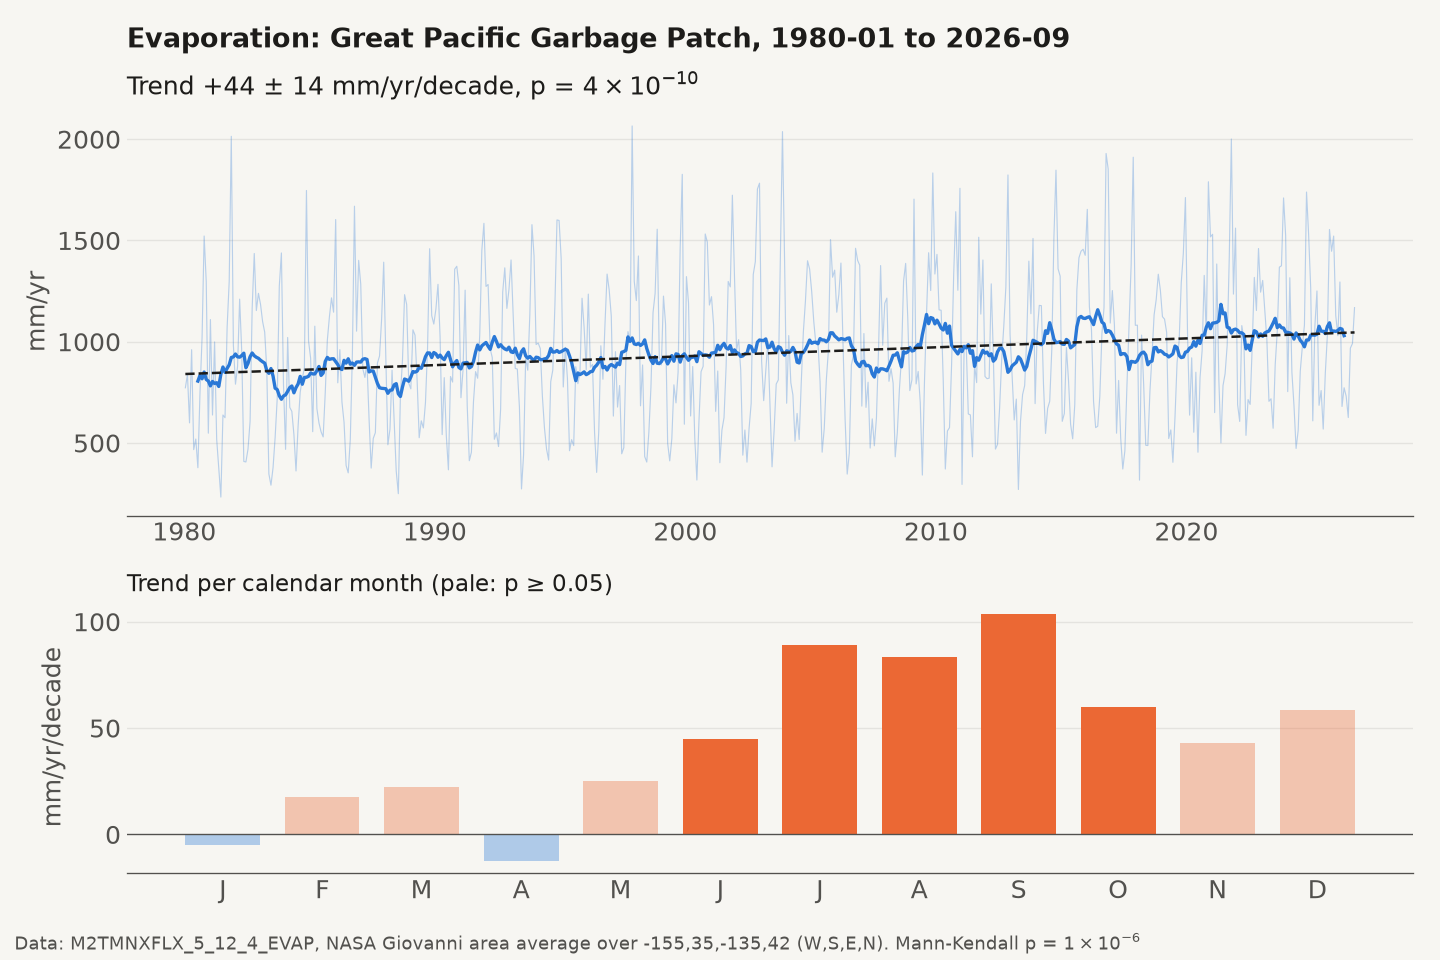 Evaporation: Great Pacific Garbage Patch, 1980-01 to 2026-09
Trend +44 ± 14 mm/yr/decade, p = 4 × 10⁻¹⁰
2000
1500
1000
500
mm/yr
1980 1990 2000 2010 2020
Trend per calendar month (pale: p ≥ 0.05)
100
50
0
mm/yr/decade
J F M A M J J A S O N D
Data: M2TMNXFLX_5_12_4_EVAP, NASA Giovanni area average over -155,35,-135,42 (W,S,E,N). Mann-Kendall p = 1 × 10⁻⁶